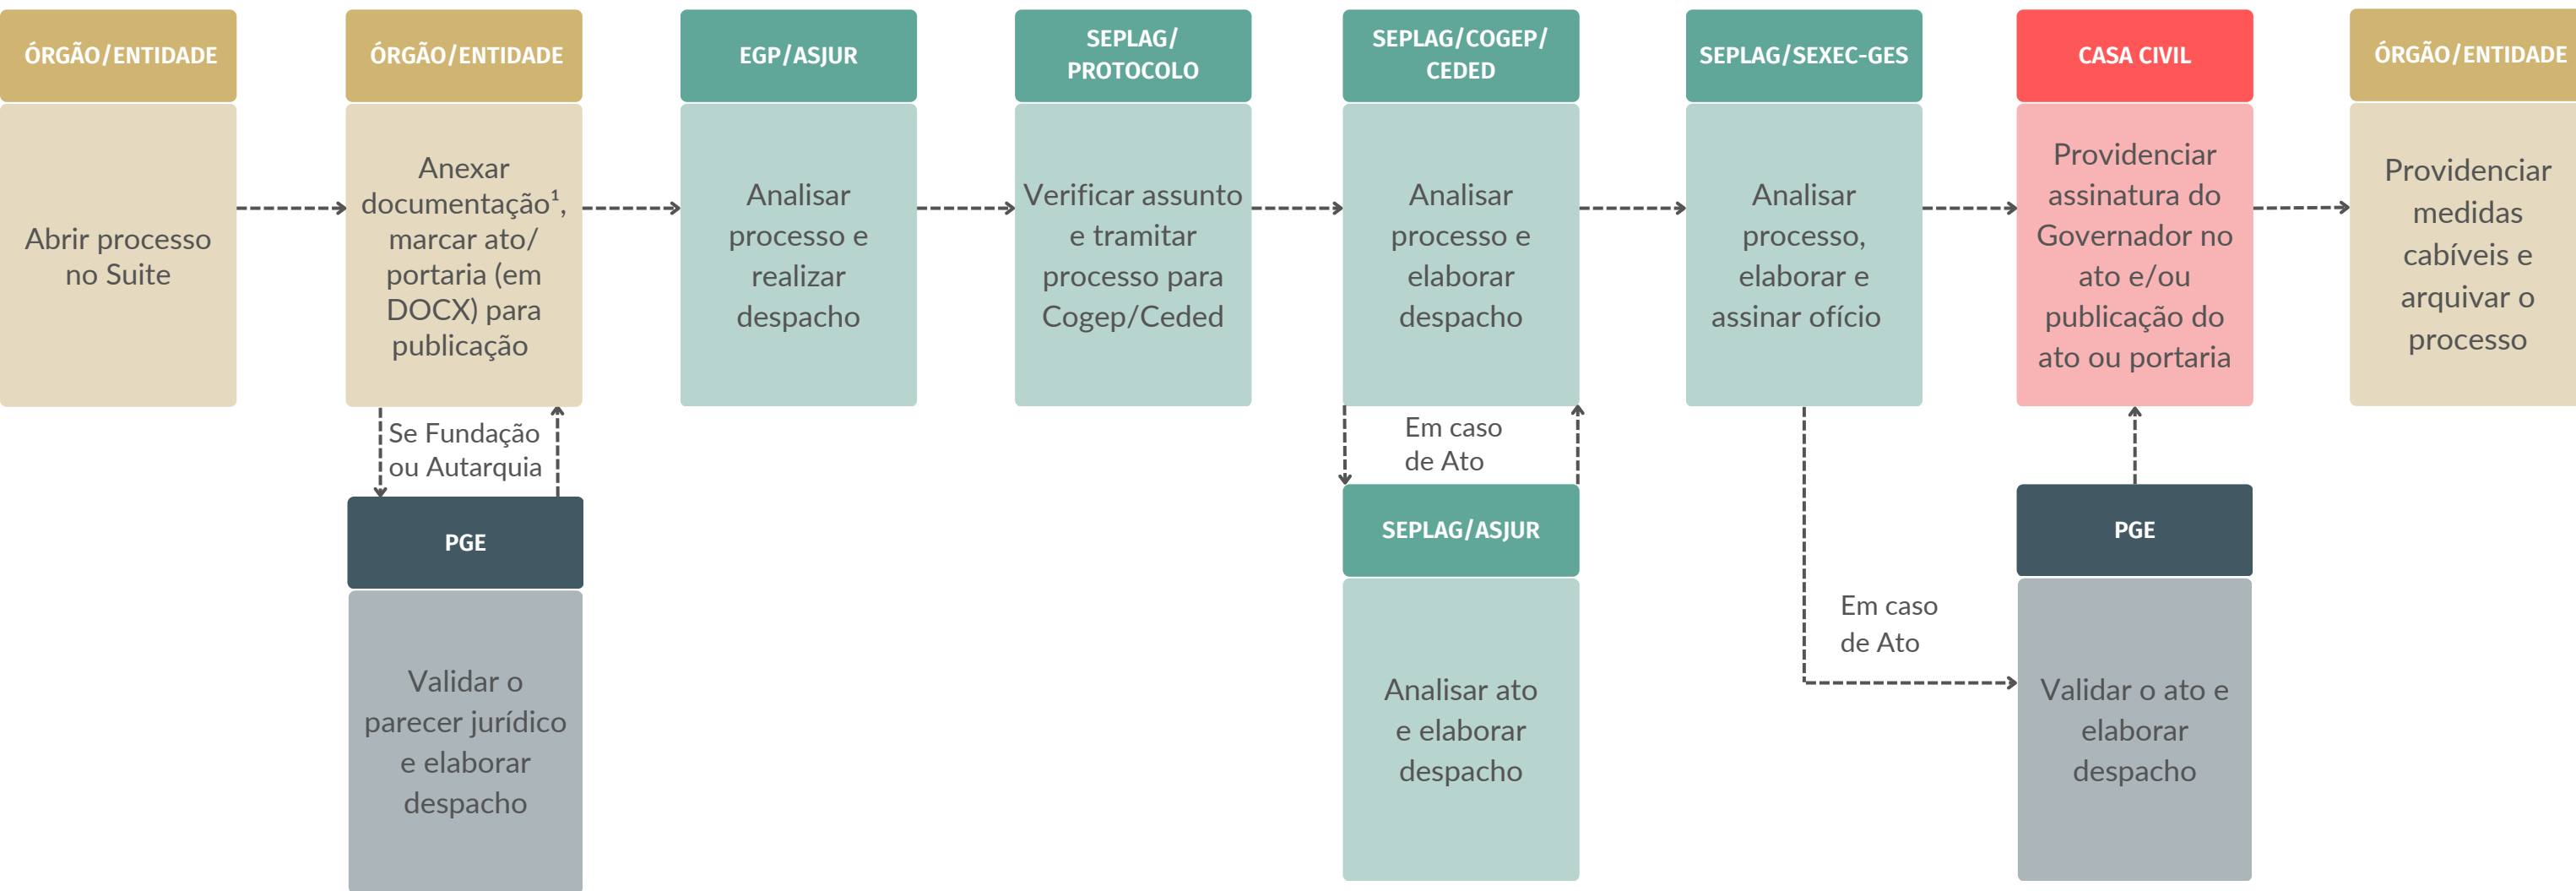 ÓRGÃO/ENTIDADE
Abrir processo
no Suite
ÓRGÃO/ENTIDADE
Anexar
documentação¹,
marcar ato/
portaria (em
DOCX) para
publicação
Se Fundação
ou Autarquia
PGE
Validar o
parecer jurídico
e elaborar
despacho
EGP/ASJUR
Analisar
processo e
realizar
despacho
SEPLAG/
PROTOCOLO
Verificar assunto
e tramitar
processo para
Cogep/Ceded
SEPLAG/COGEP/
CEDED
Analisar
processo e
elaborar
despacho
Em caso
de Ato
SEPLAG/ASJUR
Analisar ato
e elaborar
despacho
SEPLAG/SEXEC-GES
Analisar
processo,
elaborar e
assinar ofício
Em caso
de Ato
PGE
Validar o ato e
elaborar
despacho
CASA CIVIL
Providenciar
assinatura do
Governador no
ato e/ou
publicação do
ato ou portaria
ÓRGÃO/ENTIDADE
Providenciar
medidas
cabíveis e
arquivar o
processo